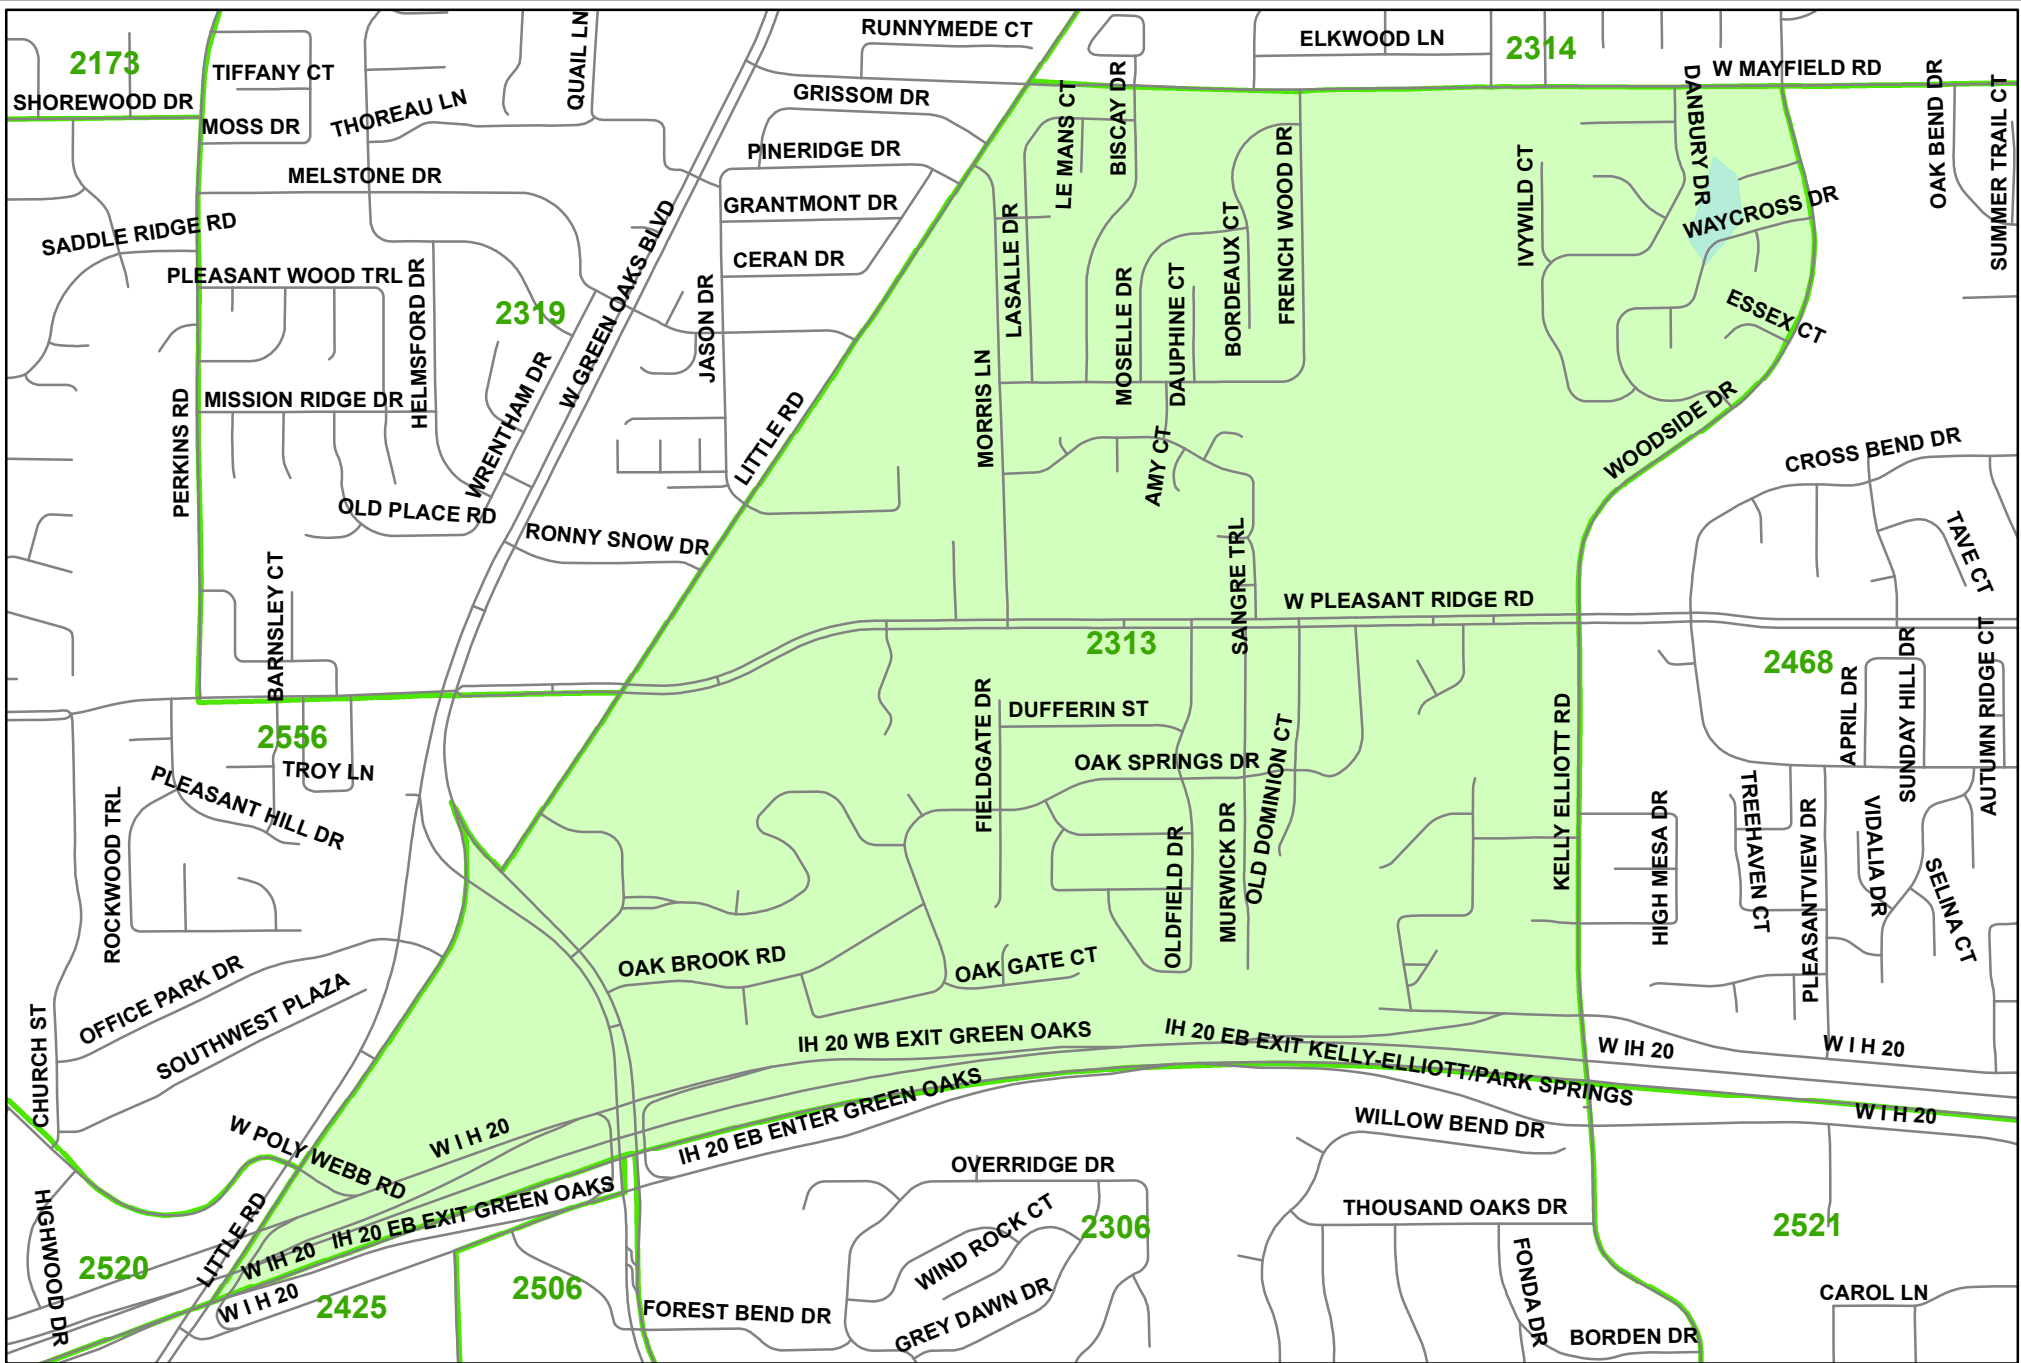 RUNNYMEDE CT
ELKWOOD LN
2314
2173
TIFFANY CT
QUAIL LN
W MAYFIELD RD
SHOREWOOD DR
MOSS DR
THOREAU LN
GRISSOM DR
LE MANS CT
BISCAY DR
DANBURY DR
OAK BEND DR
SUMMER TRAIL CT
PINERIDGE DR
MELSTONE DR
GRANTMONT DR
FRENCH WOOD DR
IVYWILD CT
WAYCROSS DR
SADDLE RIDGE RD
CERAN DR
LASALLE DR
BORDEAUX CT
PLEASANT WOOD TRL
HELMSFORD DR
2319
W GREEN OAKS BLVD
JASON DR
MOSELLE DR
DAUPHINE CT
ESSEX CT
MISSION RIDGE DR
PERKINS RD
WRENTHAM DR
LITTLE RD
MORRIS LN
AMY CT
WOODSIDE DR
CROSS BEND DR
OLD PLACE RD
RONNY SNOW DR
SANGRE TRL
TAVE CT
BARNSLEY CT
W PLEASANT RIDGE RD
2313
2468
SUNDAY HILL DR
AUTUMN RIDGE CT
APRIL DR
2556
TROY LN
FIELDGATE DR
DUFFERIN ST
OAK SPRINGS DR
OLD DOMINION CT
KELLY ELLIOTT RD
PLEASANT HILL DR
ROCKWOOD TRL
OLDFIELD DR
MURWICK DR
HIGH MESA DR
TREEHAVEN CT
PLEASANTVIEW DR
VIDALIA DR
SELINA CT
OAK BROOK RD
OAK GATE CT
OFFICE PARK DR
SOUTHWEST PLAZA
CHURCH ST
IH 20 WB EXIT GREEN OAKS
IH 20 EB EXIT KELLY-ELLIOTT/PARK SPRINGS
W IH 20
W I H 20
IH 20 EB ENTER GREEN OAKS
W I H 20
W POLY WEBB RD
W I H 20
WILLOW BEND DR
OVERRIDGE DR
IH 20 EB EXIT GREEN OAKS
HIGHWOOD DR
LITTLE RD
WIND ROCK CT
2306
THOUSAND OAKS DR
2521
2520
W IH 20
W I H 20
2425
2506
FOREST BEND DR
GREY DAWN DR
FONDA DR
BORDEN DR
CAROL LN